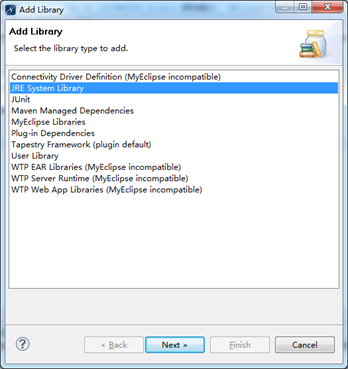 Add Library
Add Library
Select the library type to add.
Connectivity Driver Definition (MyEclipse incompatible)
JRE System Library
JUnit
Maven Managed Dependencies
MyEclipse Libraries
Plug-in Dependencies
Tapestry Framework (plugin default)
User Library
WTP EAR Libraries (MyEclipse incompatible)
WTP Server Runtime (MyEclipse incompatible)
WTP Web App Libraries (MyEclipse incompatible)
? < Back Next > Finish Cancel